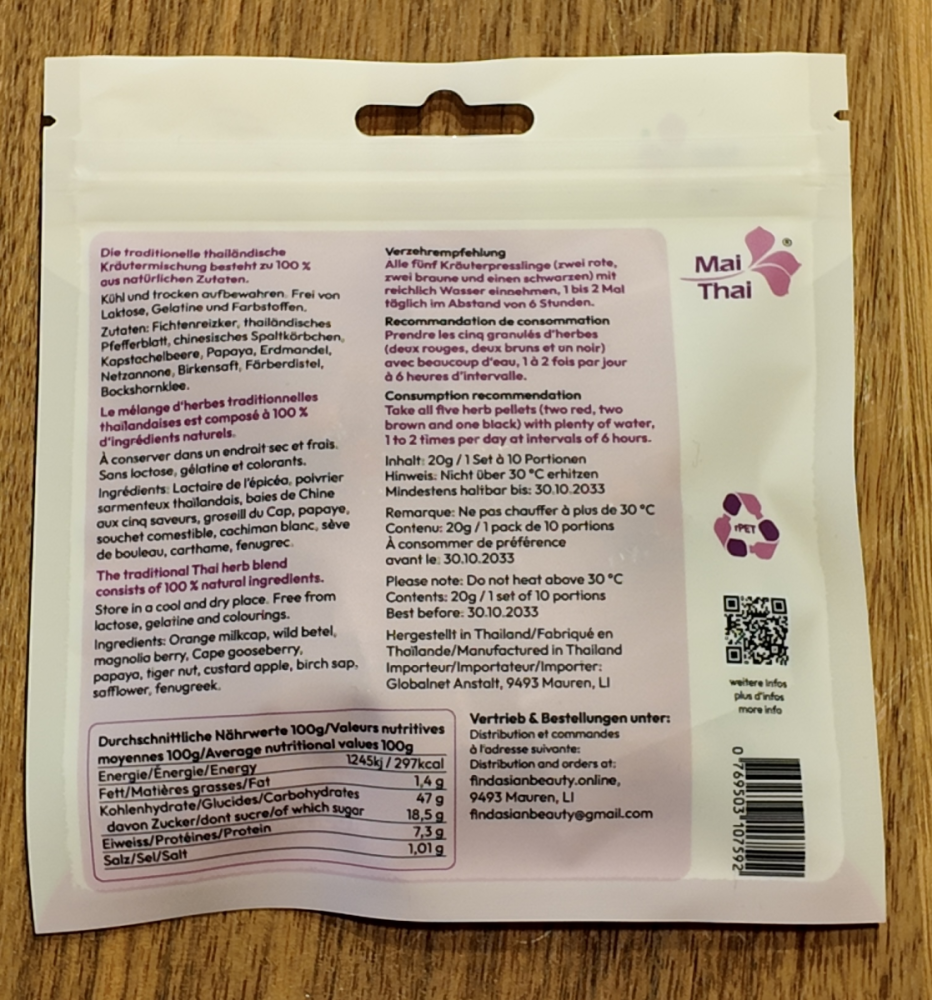 Die traditionelle thailändische
Kräutermischung besteht zu 100 %
aus natürlichen Zutaten.
Kühl und trocken aufbewahren. Frei von
Laktose, Gelatine und Farbstoffen.
Zutaten: Fichtenreizker, thailändisches
Pfefferblatt, chinesisches Spaltkörbchen,
Kapstachelbeere, Papaya, Erdmandel,
Netzannone, Birkensaft, Färberdistel,
Bockshornklee.
Le mélange d'herbes traditionnelles
thaïlandaises est composé à 100 %
d'ingrédients naturels.
À conserver dans un endroit sec et frais.
Sans lactose, gélatine et colorants.
Ingrédients: Lactaire de l'épicéa, poivrier
sarmenteux thaïlandais, baies de Chine
aux cinq saveurs, groseill du Cap, papaye,
souchet comestible, cachiman blanc, sève
de bouleau, carthame, fenugrec.
The traditional Thai herb blend
consists of 100 % natural ingredients.
Store in a cool and dry place. Free from
lactose, gelatine and colourings.
Ingredients: Orange milkcap, wild betel,
magnolia berry, Cape gooseberry,
papaya, tiger nut, custard apple, birch sap,
safflower, fenugreek.
Verzehrempfehlung
Alle fünf Kräuterpresslinge (zwei rote,
zwei braune und einen schwarzen) mit
reichlich Wasser einnehmen, 1 bis 2 Mal
täglich im Abstand von 6 Stunden.
Recommandation de consommation
Prendre les cinq granulés d'herbes
(deux rouges, deux bruns et un noir)
avec beaucoup d'eau, 1 à 2 fois par jour
à 6 heures d'intervalle.
Consumption recommendation
Take all five herb pellets (two red, two
brown and one black) with plenty of water,
1 to 2 times per day at intervals of 6 hours.
Inhalt: 20g / 1 Set à 10 Portionen
Hinweis: Nicht über 30 °C erhitzen
Mindestens haltbar bis: 30.10.2033
Remarque: Ne pas chauffer à plus de 30 °C
Contenu: 20g / 1 pack de 10 portions
À consommer de préférence
avant le: 30.10.2033
Please note: Do not heat above 30 °C
Contents: 20g / 1 set of 10 portions
Best before: 30.10.2033
Hergestellt in Thailand/Fabriqué en
Thaïlande/Manufactured in Thailand
Importeur/Importateur/Importer:
Globalnet Anstalt, 9493 Mauren, LI
Mai
Thai
®
rPET
weitere Infos
plus d'infos
more info
0 769503 107592
Durchschnittliche Nährwerte 100g/Valeurs nutritives
moyennes 100g/Average nutritional values 100g
Energie/Énergie/Energy 1245kj / 297kcal
Fett/Matières grasses/Fat 1,4 g
Kohlenhydrate/Glucides/Carbohydrates 47 g
davon Zucker/dont sucre/of which sugar 18,5 g
Eiweiss/Protéines/Protein 7,3 g
Salz/Sel/Salt 1,01 g
Vertrieb & Bestellungen unter:
Distribution et commandes
à l'adresse suivante:
Distribution and orders at:
findasianbeauty.online,
9493 Mauren, LI
findasianbeauty@gmail.com